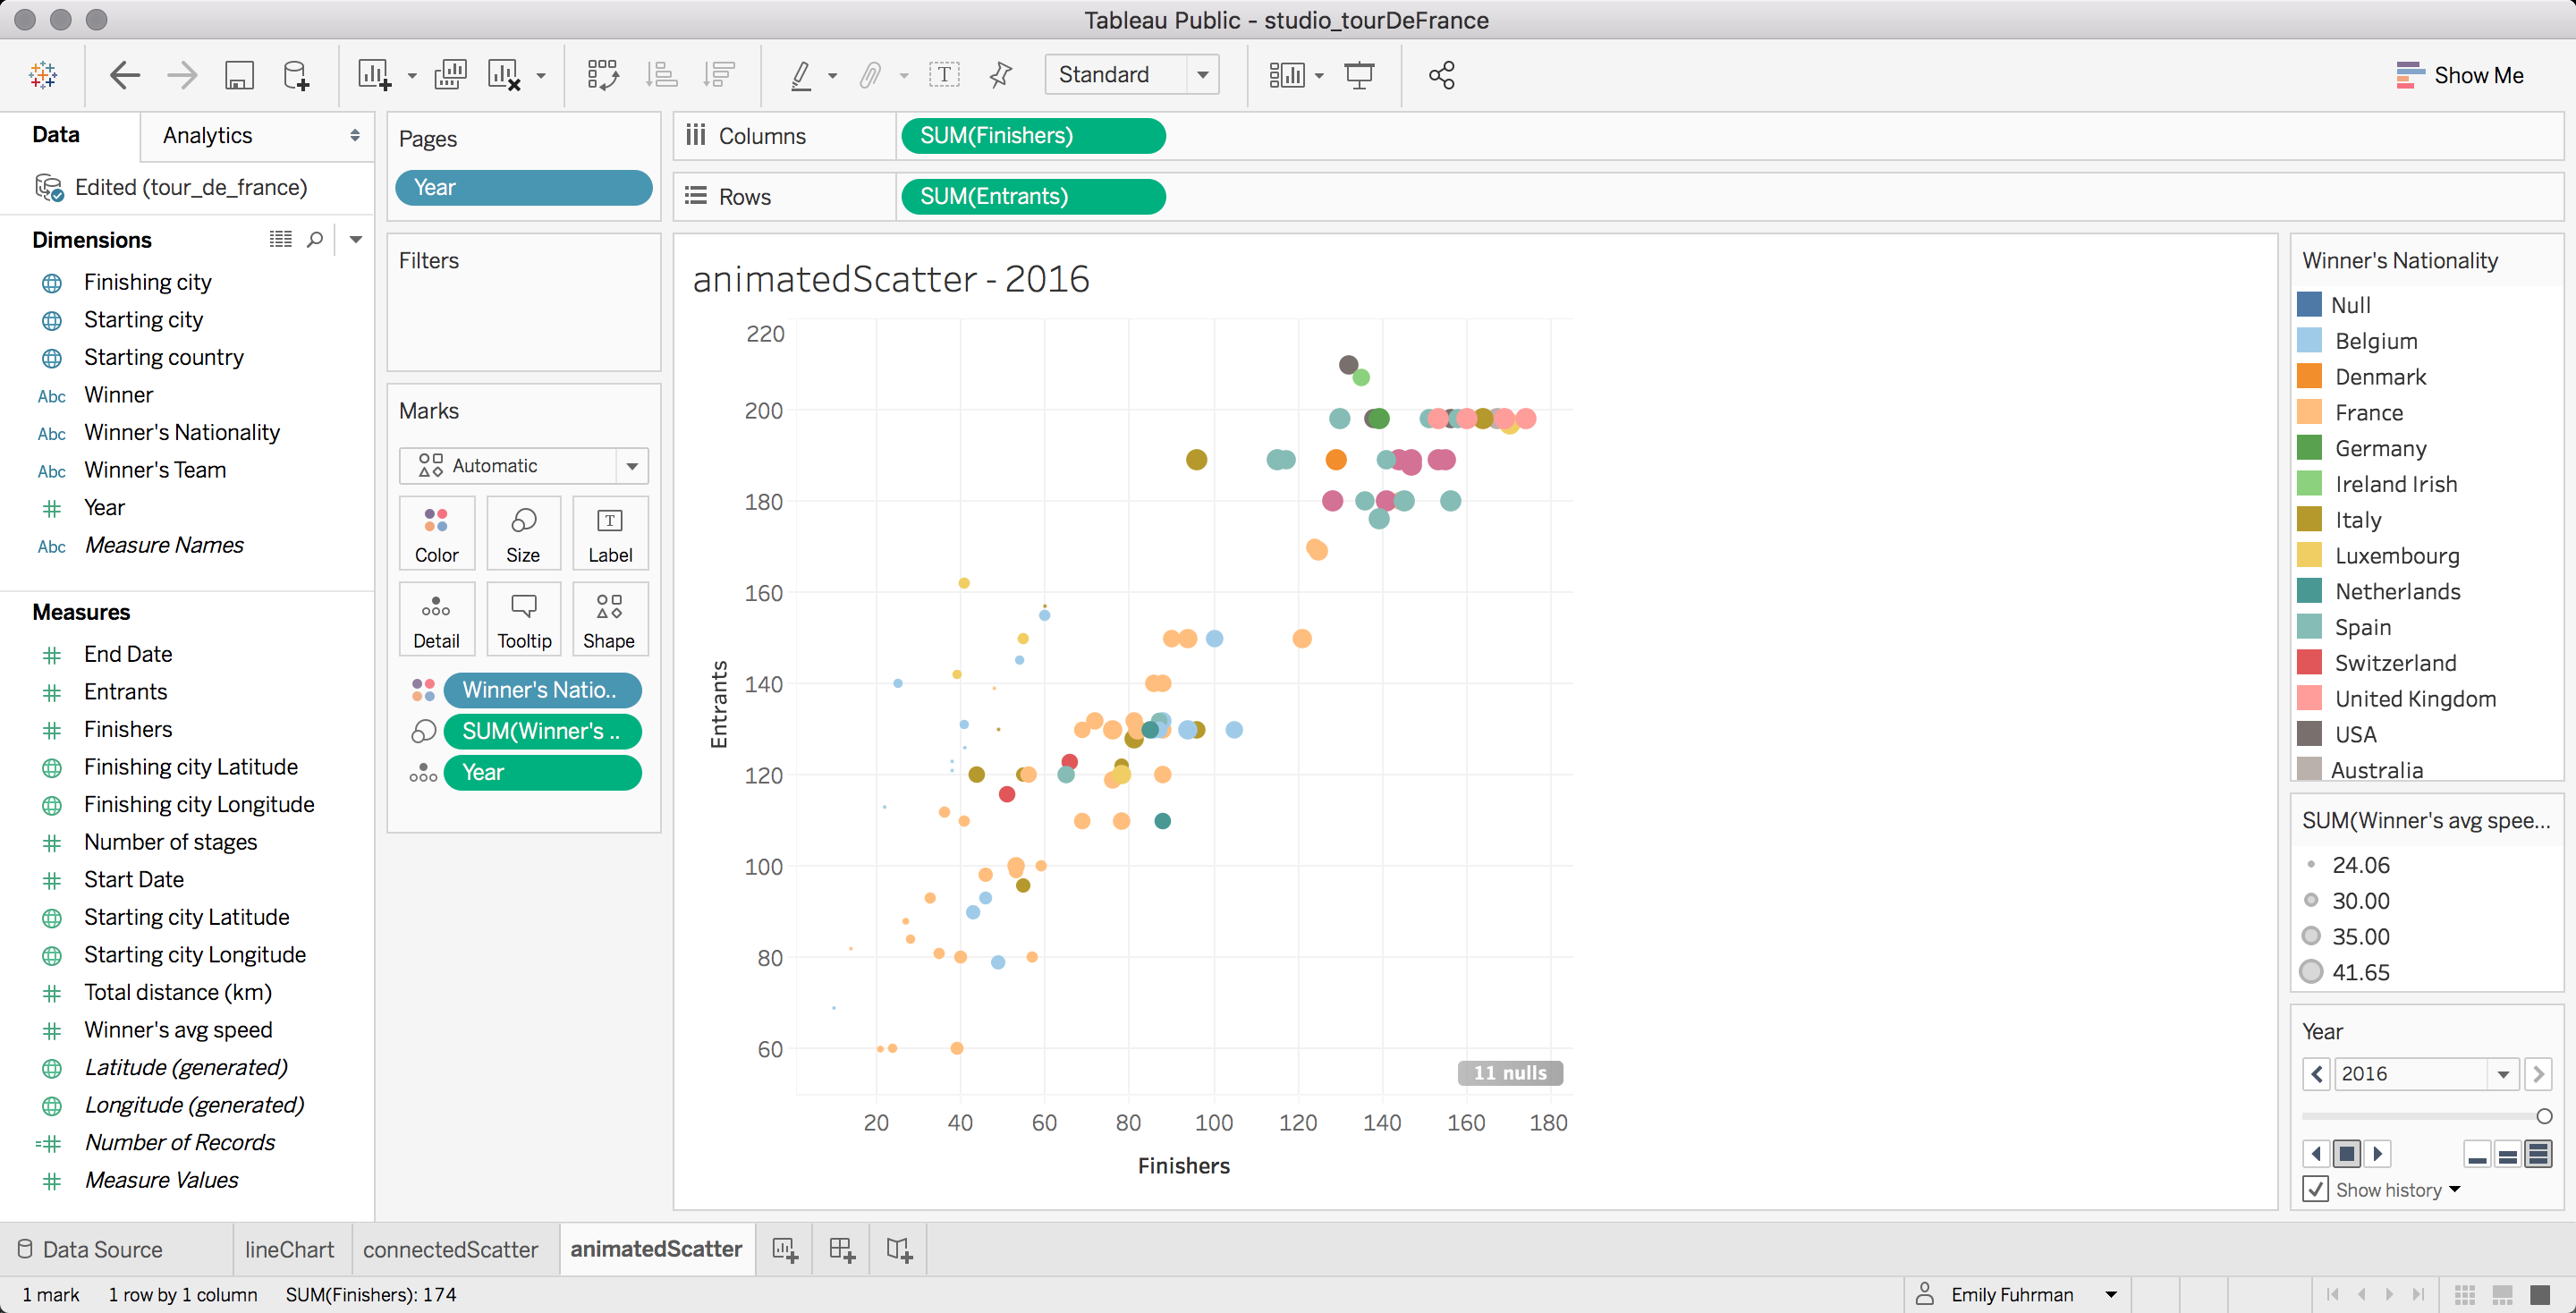 Tableau Public - studio_tourDeFrance
Standard
Show Me
Data
Analytics
Edited (tour_de_france)
Dimensions
Finishing city
Starting city
Starting country
Abc Winner
Abc Winner's Nationality
Abc Winner's Team
Year
Abc Measure Names
Measures
End Date
Entrants
Finishers
Finishing city Latitude
Finishing city Longitude
Number of stages
Start Date
Starting city Latitude
Starting city Longitude
Total distance (km)
Winner's avg speed
Latitude (generated)
Longitude (generated)
Number of Records
Measure Values
Pages
Year
Filters
Marks
Automatic
Color
Size
Label
Detail
Tooltip
Shape
Winner's Natio..
SUM(Winner's ..
Year
Columns
SUM(Finishers)
Rows
SUM(Entrants)
animatedScatter - 2016
220
200
180
160
140
120
100
80
60
Entrants
20 40 60 80 100 120 140 160 180
Finishers
11 nulls
Winner's Nationality
Null
Belgium
Denmark
France
Germany
Ireland Irish
Italy
Luxembourg
Netherlands
Spain
Switzerland
United Kingdom
USA
Australia
SUM(Winner's avg spee...
24.06
30.00
35.00
41.65
Year
2016
Show history
Data Source
lineChart
connectedScatter
animatedScatter
1 mark
1 row by 1 column
SUM(Finishers): 174
Emily Fuhrman